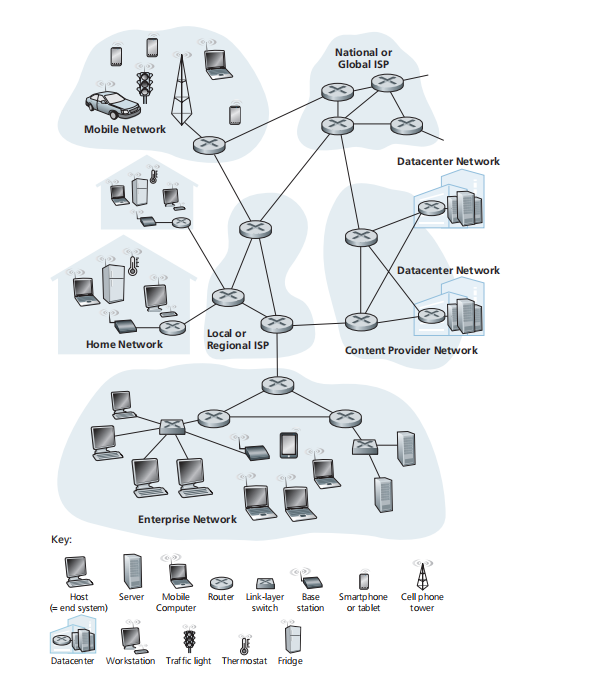 National or
Global ISP
Mobile Network
Datacenter Network
Datacenter Network
Home Network
Local or
Regional ISP
Content Provider Network
Enterprise Network
Key:
Host
(= end system)
Server
Mobile
Computer
Router
Link-layer
switch
Base
station
Smartphone
or tablet
Cell phone
tower
Datacenter
Workstation
Traffic light
Thermostat
Fridge